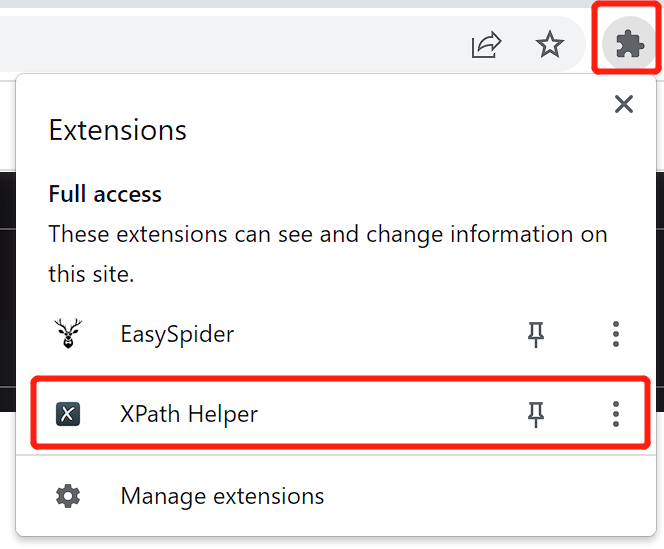 Extensions
Full access
These extensions can see and change information on
this site.
EasySpider
XPath Helper
Manage extensions